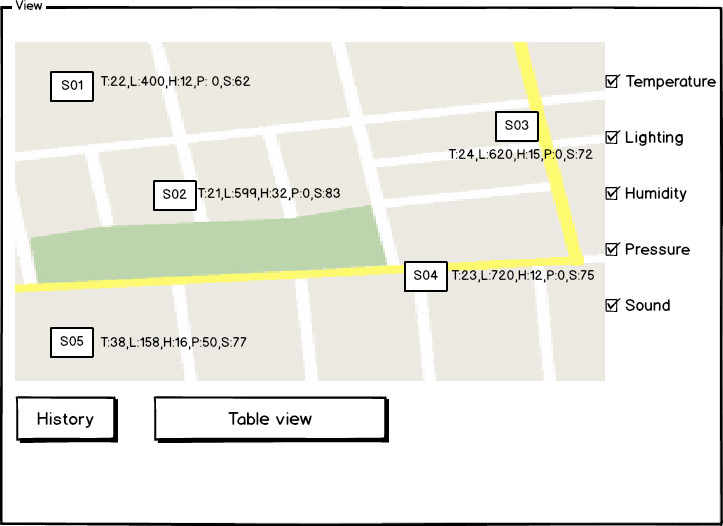 View
S01
T:22,L:400,H:12,P: 0,S:62
Temperature
S03
T:24,L:620,H:15,P:0,S:72
Lighting
S02
T:21,L:599,H:32,P:0,S:83
Humidity
Pressure
S04
T:23,L:720,H:12,P:0,S:75
Sound
S05
T:38,L:158,H:16,P:50,S:77
History
Table view